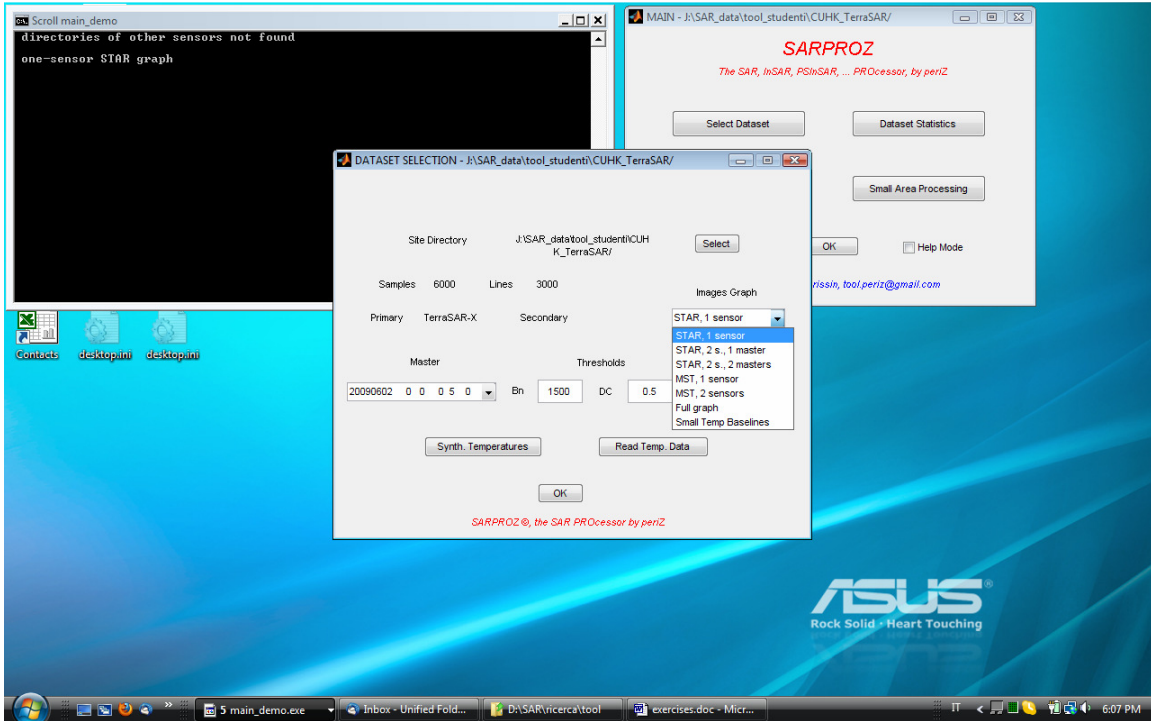 Scroll main_demo
directories of other sensors not found
one-sensor STAR graph
MAIN - J:\SAR_data\tool_studenti\CUHK_TerraSAR/
SARPROZ
The SAR, InSAR, PSInSAR, ... PROcessor, by periZ
Select Dataset
Dataset Statistics
Small Area Processing
OK
Help Mode
rissin, tool.periz@gmail.com
DATASET SELECTION - J:\SAR_data\tool_studenti\CUHK_TerraSAR/
Site Directory
J:\SAR_data\tool_studenti\CUH
K_TerraSAR/
Select
Samples 6000 Lines 3000
Images Graph
Primary TerraSAR-X Secondary
STAR, 1 sensor
STAR, 1 sensor
STAR, 2 s., 1 master
STAR, 2 s., 2 masters
MST, 1 sensor
MST, 2 sensors
Full graph
Small Temp Baselines
Master
Thresholds
20090602 0 0 0 5 0
Bn 1500 DC 0.5
Synth. Temperatures
Read Temp. Data
OK
SARPROZ ©, the SAR PROcessor by periZ
Contacts
desktop.ini
desktop.ini
ASUS®
Rock Solid · Heart Touching
5 main_demo.exe
Inbox - Unified Fold...
D:\SAR\ricerca\tool
exercises.doc - Micr...
IT
6:07 PM